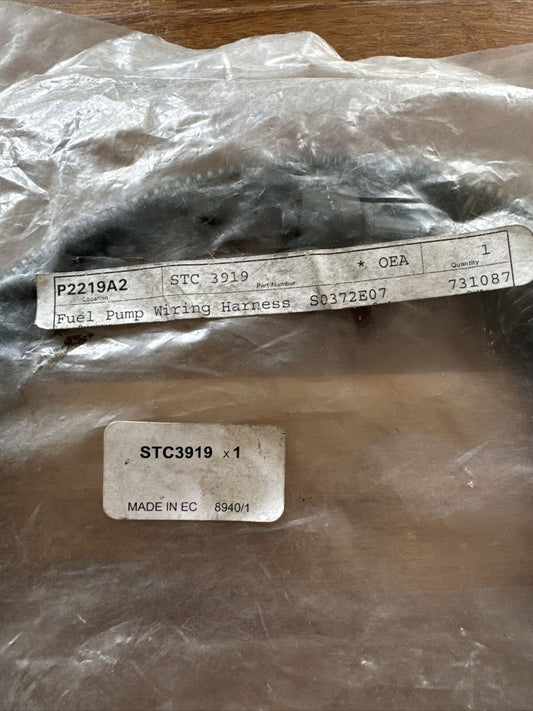 P2219A2 STC 3919 * OEA 1
Location Part Number Quantity
Fuel Pump Wiring Harness S0372E07 731087
STC3919 x 1
MADE IN EC 8940/1